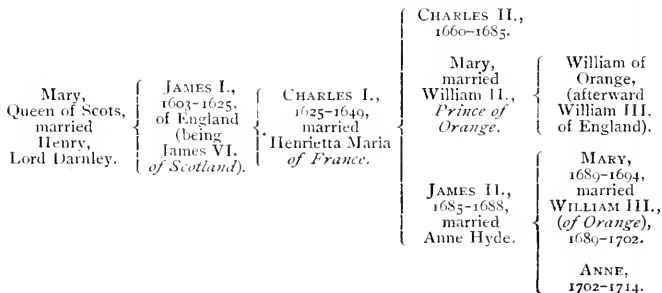 Mary,
Queen of Scots,
married
Henry,
Lord Darnley.
JAMES I.,
1603-1625,
of England
(being
James VI.
of Scotland).
CHARLES I.,
1625-1649,
married
Henrietta Maria
of France.
CHARLES II.,
1660-1685.
Mary,
married
William II.,
Prince of
Orange.
William of
Orange,
(afterward
William III.
of England).
JAMES II.,
1685-1688,
married
Anne Hyde.
MARY,
1689-1694,
married
WILLIAM III.,
(of Orange),
1689-1702.
ANNE,
1702-1714.